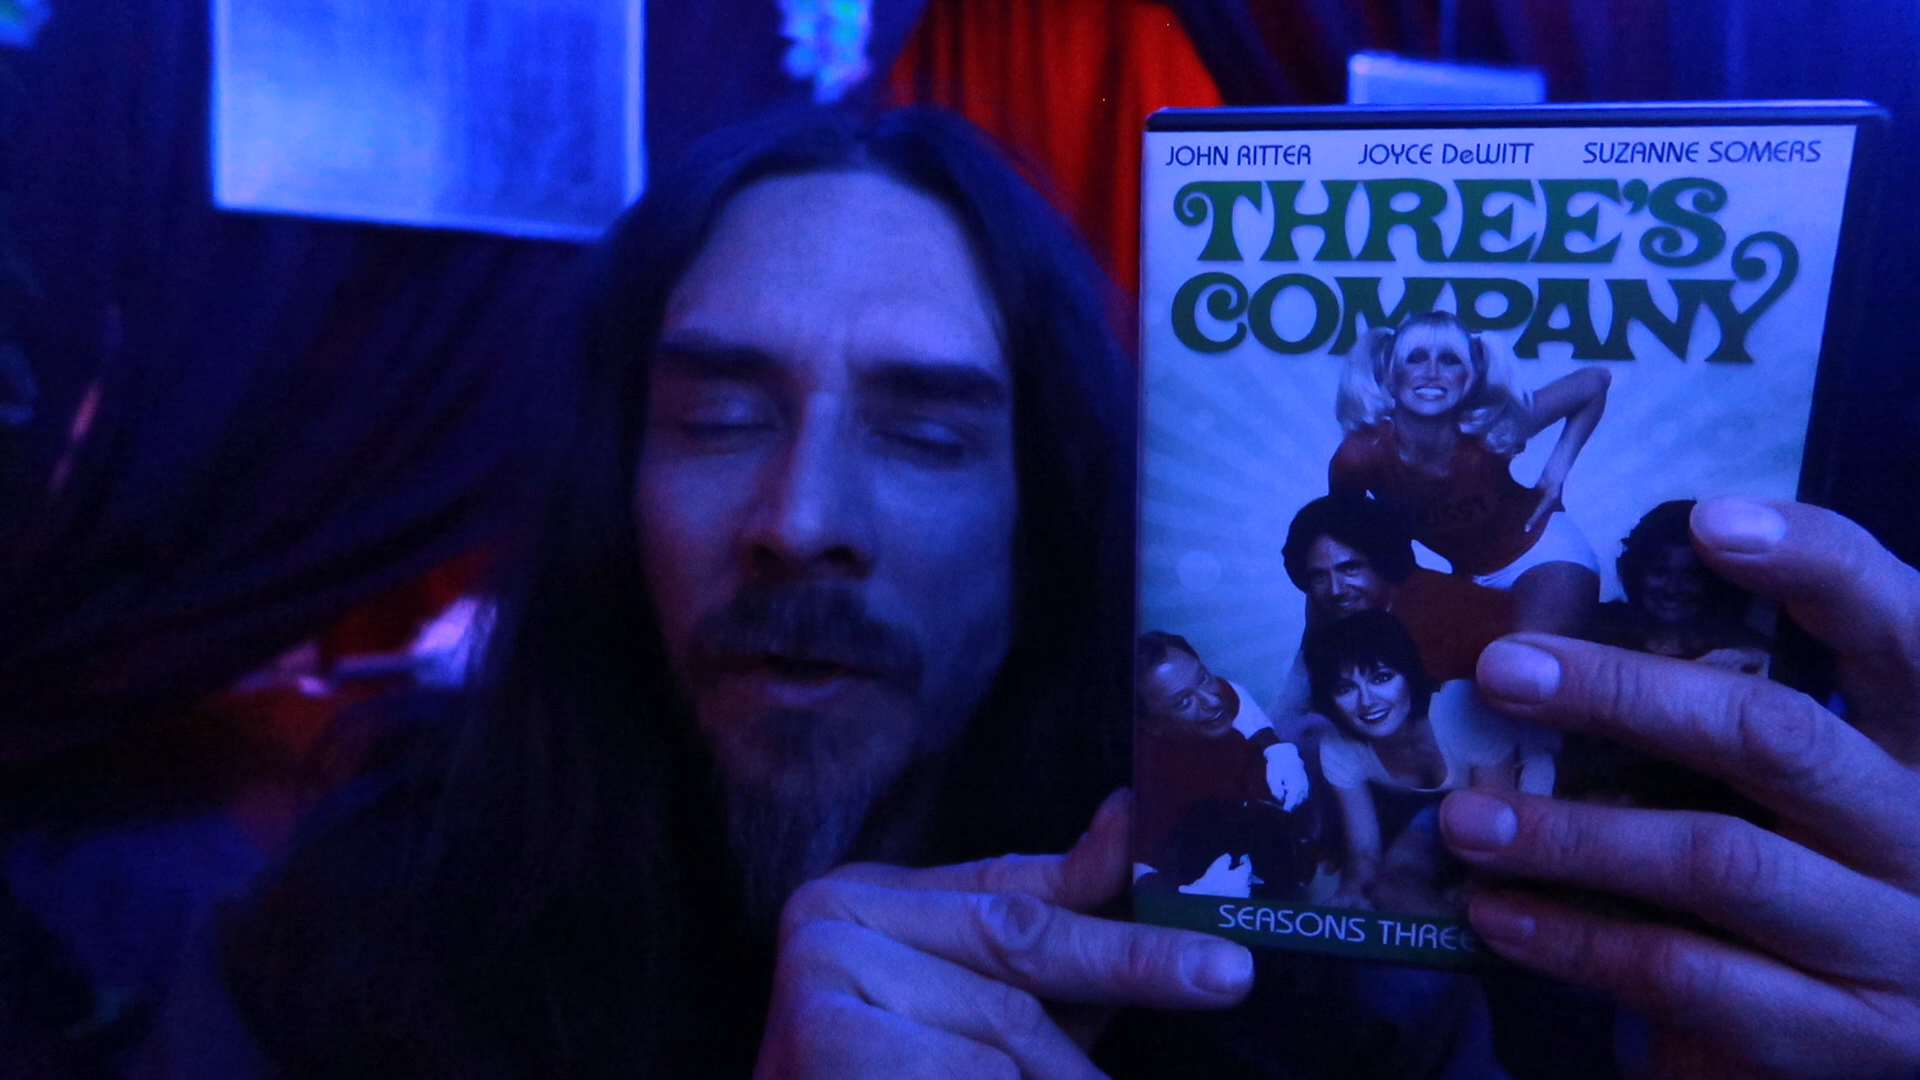 JOHN RITTER JOYCE DeWITT SUZANNE SOMERS
THREE'S
COMPANY
SEASONS THREE